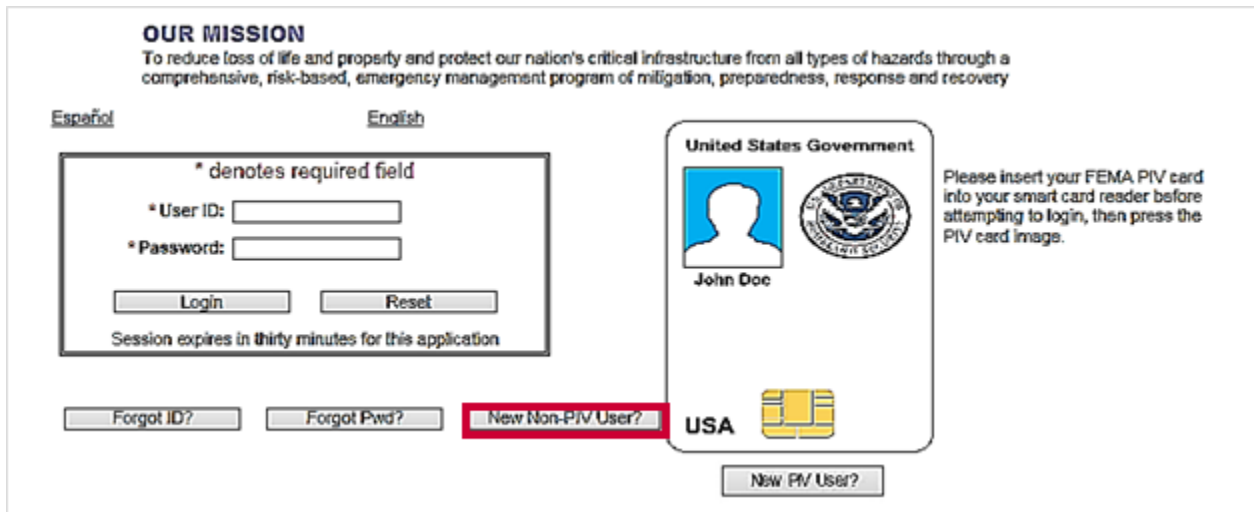 OUR MISSION
To reduce loss of life and property and protect our nation's critical infrastructure from all types of hazards through a
comprehensive, risk-based, emergency management program of mitigation, preparedness, response and recovery
Español
English
* denotes required field
*User ID:
*Password:
Login
Reset
Session expires in thirty minutes for this application
Forgot ID?
Forgot Pwd?
New Non-PIV User?
United States Government
U.S. DEPARTMENT OF
HOMELAND SECURITY
John Doe
USA
Please insert your FEMA PIV card
into your smart card reader before
attempting to login, then press the
PIV card image.
New PIV User?